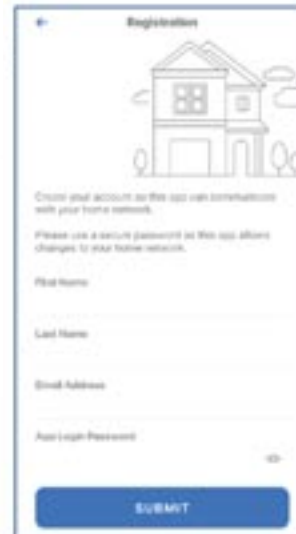 Registration
Create your account so this app can communicate
with your home network.
Please use a secure password as this app allows
changes to your home network.
First Name
Last Name
Email Address
App Login Password
SUBMIT